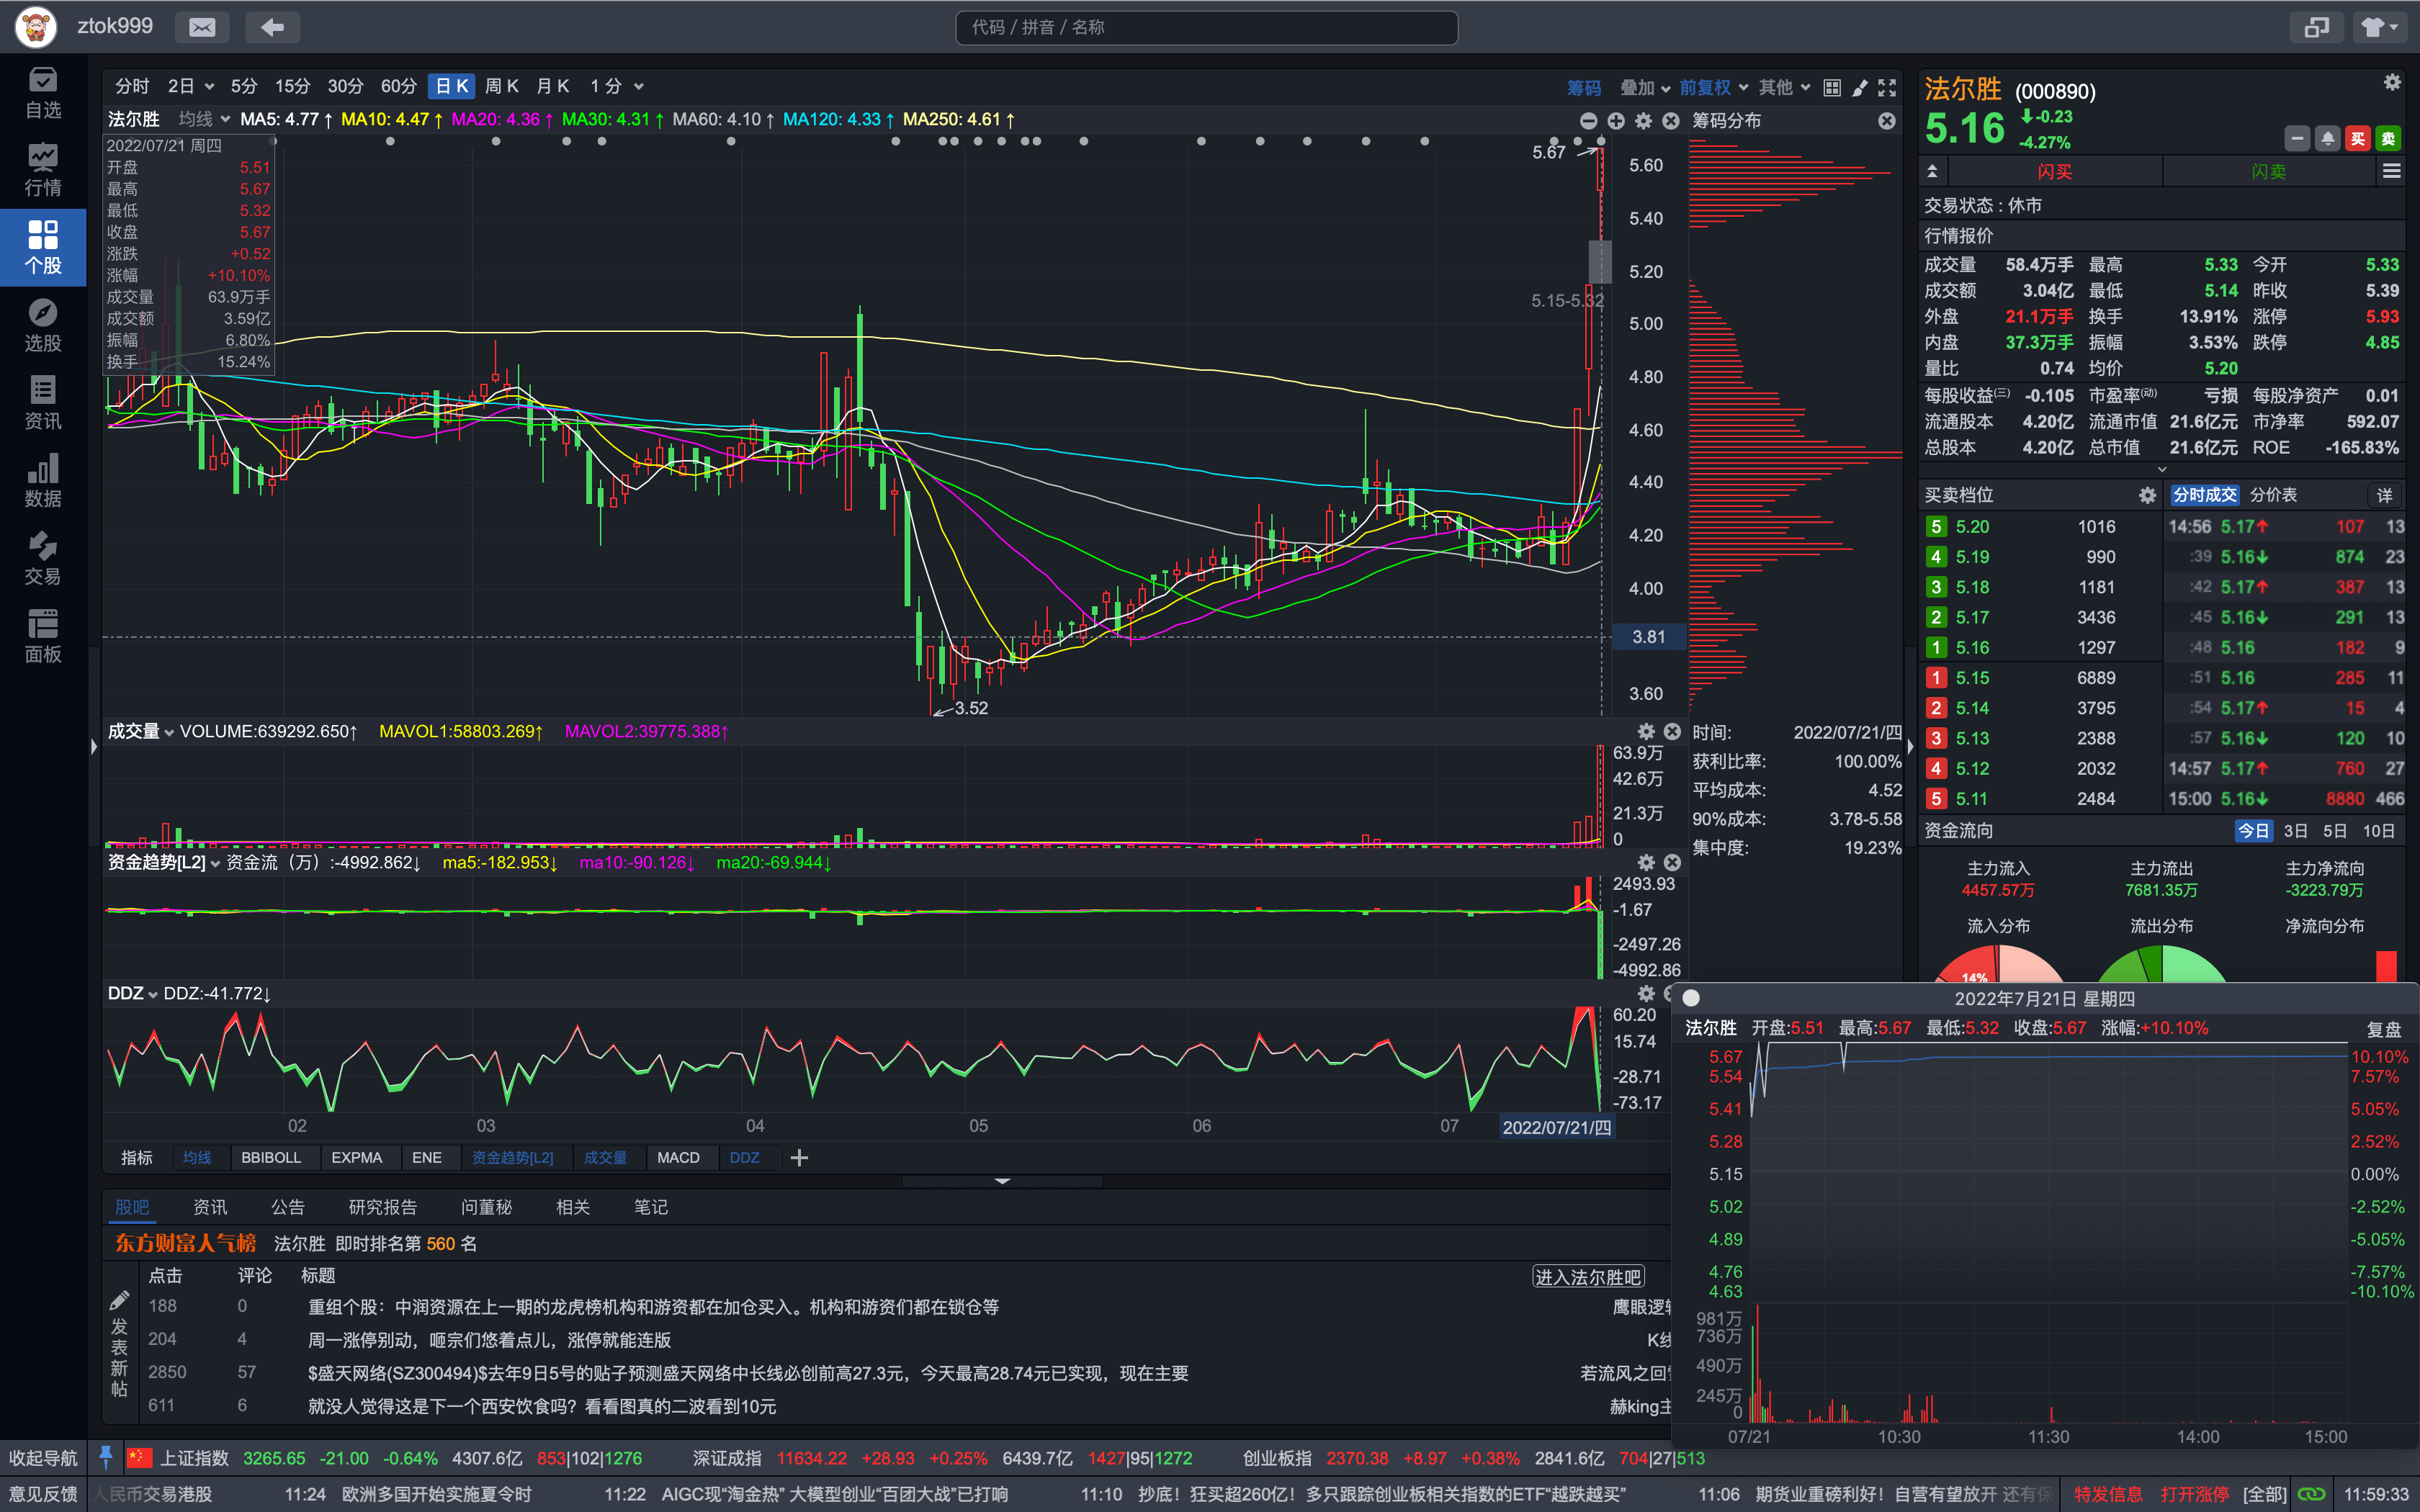 ztok999
代码 / 拼音 / 名称
自选
行情
个股
选股
资讯
数据
交易
面板
分时 2日 5分 15分 30分 60分 日K 周K 月K 1分 筹码 叠加 前复权 其他
法尔胜 均线 MA5: 4.77↑ MA10: 4.47↑ MA20: 4.36↑ MA30: 4.31↑ MA60: 4.10↑ MA120: 4.33↑ MA250: 4.61↑
筹码分布
2022/07/21 周四
开盘 5.51
最高 5.67
最低 5.32
收盘 5.67
涨跌 +0.52
涨幅 +10.10%
成交量 63.9万手
成交额 3.59亿
振幅 6.80%
换手 15.24%
5.67
5.15-5.32
3.52
5.60
5.40
5.20
5.00
4.80
4.60
4.40
4.20
4.00
3.81
3.60
成交量 VOLUME:639292.650↑ MAVOL1:58803.269↑ MAVOL2:39775.388↑
63.9万
42.6万
21.3万
0
资金趋势[L2] 资金流（万）:-4992.862↓ ma5:-182.953↓ ma10:-90.126↓ ma20:-69.944↓
2493.93
-1.67
-2497.26
-4992.86
DDZ DDZ:-41.772↓
60.20
15.74
-28.71
-73.17
02 03 04 05 06 07 2022/07/21/四
时间: 2022/07/21/四
获利比率: 100.00%
平均成本: 4.52
90%成本: 3.78-5.58
集中度: 19.23%
指标 均线 BBIBOLL EXPMA ENE 资金趋势[L2] 成交量 MACD DDZ
股吧 资讯 公告 研究报告 问董秘 相关 笔记
东方财富人气榜 法尔胜 即时排名第 560 名
点击 评论 标题 进入法尔胜吧
发表新帖
188 0 重组个股：中润资源在上一期的龙虎榜机构和游资都在加仓买入。机构和游资们都在锁仓等 鹰眼逻
204 4 周一涨停别动，咂宗们悠着点儿，涨停就能连版 K线
2850 57 $盛天网络(SZ300494)$去年9日5号的贴子预测盛天网络中长线必创前高27.3元，今天最高28.74元已实现，现在主要 若流风之回
611 6 就没人觉得这是下一个西安饮食吗？看看图真的二波看到10元 赫king主
法尔胜 (000890)
5.16 -0.23
-4.27%
买 卖
闪买 闪卖
交易状态 : 休市
行情报价
成交量 58.4万手 最高 5.33 今开 5.33
成交额 3.04亿 最低 5.14 昨收 5.39
外盘 21.1万手 换手 13.91% 涨停 5.93
内盘 37.3万手 振幅 3.53% 跌停 4.85
量比 0.74 均价 5.20
每股收益(三) -0.105 市盈率(动) 亏损 每股净资产 0.01
流通股本 4.20亿 流通市值 21.6亿元 市净率 592.07
总股本 4.20亿 总市值 21.6亿元 ROE -165.83%
买卖档位 分时成交 分价表 详
5 5.20 1016
4 5.19 990
3 5.18 1181
2 5.17 3436
1 5.16 1297
1 5.15 6889
2 5.14 3795
3 5.13 2388
4 5.12 2032
5 5.11 2484
14:56 5.17↑ 107 13
:39 5.16↓ 874 23
:42 5.17↑ 387 13
:45 5.16↓ 291 13
:48 5.16 182 9
:51 5.16 285 11
:54 5.17↑ 15 4
:57 5.16↓ 120 10
14:57 5.17↑ 760 27
15:00 5.16↓ 8880 466
资金流向 今日 3日 5日 10日
主力流入 主力流出 主力净流向
4457.57万 7681.35万 -3223.79万
流入分布 流出分布 净流向分布
14%
2022年7月21日 星期四
法尔胜 开盘:5.51 最高:5.67 最低:5.32 收盘:5.67 涨幅:+10.10% 复盘
5.67 10.10%
5.54 7.57%
5.41 5.05%
5.28 2.52%
5.15 0.00%
5.02 -2.52%
4.89 -5.05%
4.76 -7.57%
4.63 -10.10%
981万
736万
490万
245万
0
07/21 10:30 11:30 14:00 15:00
收起导航 上证指数 3265.65 -21.00 -0.64% 4307.6亿 853|102|1276 深证成指 11634.22 +28.93 +0.25% 6439.7亿 1427|95|1272 创业板指 2370.38 +8.97 +0.38% 2841.6亿 704|27|513
意见反馈 人民币交易港股 11:24 欧洲多国开始实施夏令时 11:22 AIGC现“淘金热” 大模型创业“百团大战”已打响 11:10 抄底！狂买超260亿！多只跟踪创业板相关指数的ETF“越跌越买” 11:06 期货业重磅利好！自营有望放开 还有保 特发信息 打开涨停 [全部] 11:59:33